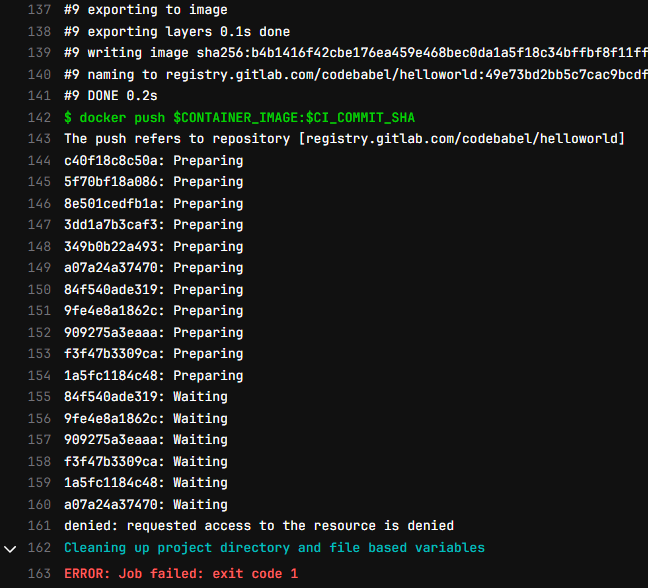 137 #9 exporting to image
138 #9 exporting layers 0.1s done
139 #9 writing image sha256:b4b1416f42cbe176ea459e468bec0da1a5f18c34bffbf8f11ff
140 #9 naming to registry.gitlab.com/codebabel/helloworld:49e73bd2bb5c7cac9bcdf
141 #9 DONE 0.2s
142 $ docker push $CONTAINER_IMAGE:$CI_COMMIT_SHA
143 The push refers to repository [registry.gitlab.com/codebabel/helloworld]
144 c40f18c8c50a: Preparing
145 5f70bf18a086: Preparing
146 8e501cedfb1a: Preparing
147 3dd1a7b3caf3: Preparing
148 349b0b22a493: Preparing
149 a07a24a37470: Preparing
150 84f540ade319: Preparing
151 9fe4e8a1862c: Preparing
152 909275a3eaaa: Preparing
153 f3f47b3309ca: Preparing
154 1a5fc1184c48: Preparing
155 84f540ade319: Waiting
156 9fe4e8a1862c: Waiting
157 909275a3eaaa: Waiting
158 f3f47b3309ca: Waiting
159 1a5fc1184c48: Waiting
160 a07a24a37470: Waiting
161 denied: requested access to the resource is denied
162 Cleaning up project directory and file based variables
163 ERROR: Job failed: exit code 1